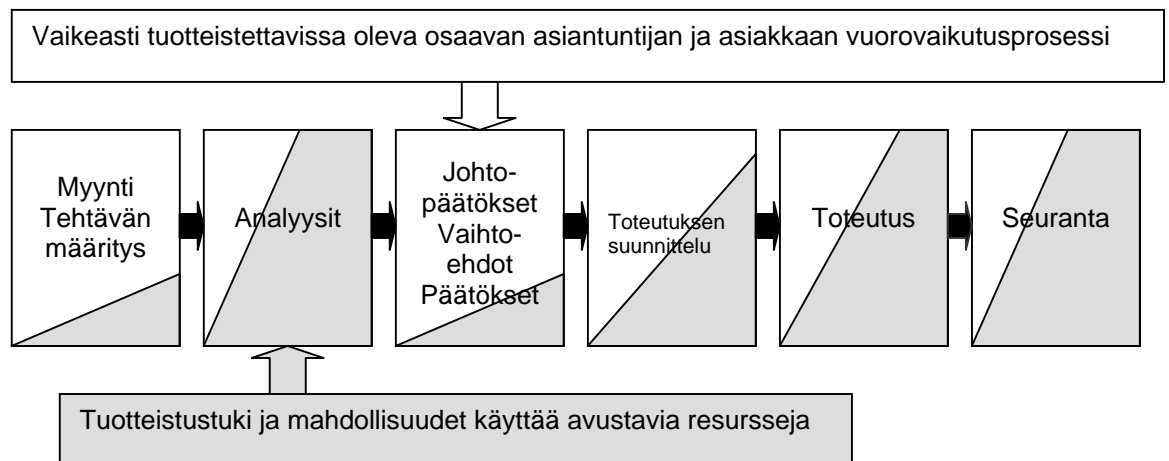 Vaikeasti tuotteistettavissa oleva osaavan asiantuntijan ja asiakkaan vuorovaikutusprosessi
Myynti
Tehtävän
määritys
Analyysit
Johto-
päätökset
Vaihto-
ehdot
Päätökset
Toteutuksen
suunnittelu
Toteutus
Seuranta
Tuotteistustuki ja mahdollisuudet käyttää avustavia resursseja